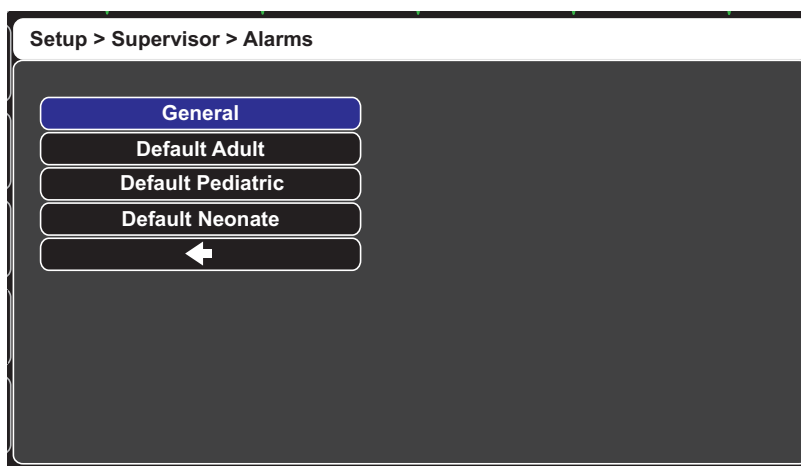 Setup > Supervisor > Alarms
General
Default Adult
Default Pediatric
Default Neonate